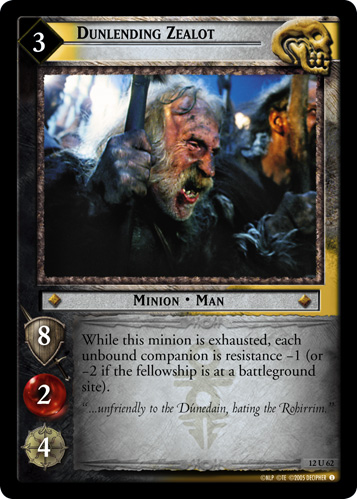 3
DUNLENDING ZEALOT
MINION • MAN
8
2
4
While this minion is exhausted, each
unbound companion is resistance –1 (or
–2 if the fellowship is at a battleground
site).
“...unfriendly to the Dúnedain, hating the Rohirrim.”
12 U 62
©NLP ©TE ©2005 DECIPHER